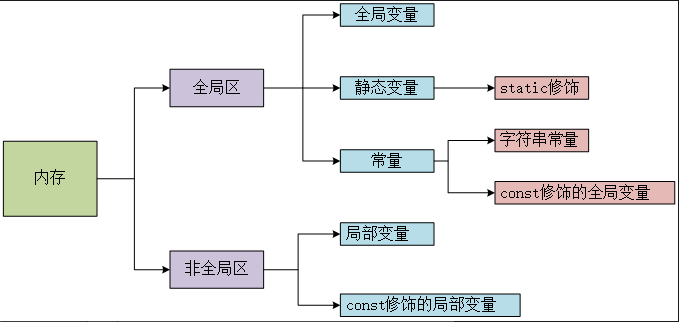 内存
全局区
全局变量
静态变量
static修饰
常量
字符串常量
const修饰的全局变量
非全局区
局部变量
const修饰的局部变量